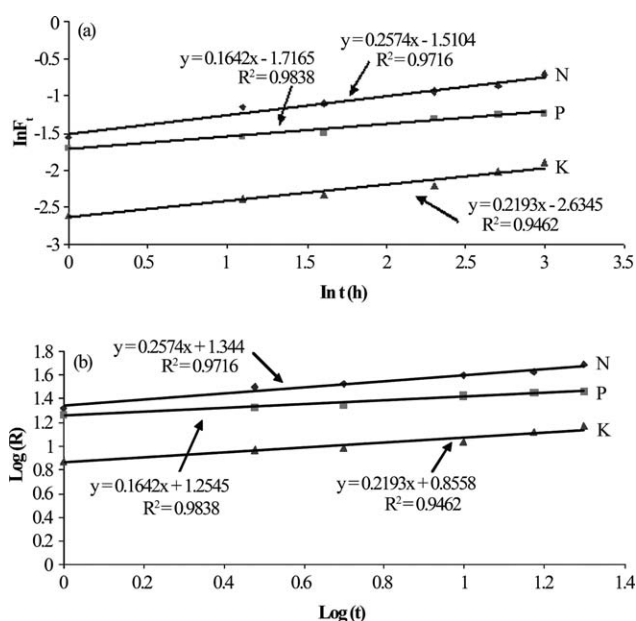 (a)
y=0.1642x-1.7165
R²=0.9838
y=0.2574x-1.5104
R²=0.9716
0
-0.5
-1
-1.5
-2
-2.5
-3
lnFt
N
P
K
y=0.2193x-2.6345
R²=0.9462
0 0.5 1 1.5 2 2.5 3 3.5
In t (h)
(b)
y=0.2574x+1.344
R²=0.9716
1.8
1.6
1.4
1.2
1
0.8
0.6
0.4
0.2
0
Log (R)
N
P
K
y=0.1642x+1.2545
R²=0.9838
y=0.2193x+0.8558
R²=0.9462
0 0.2 0.4 0.6 0.8 1 1.2 1.4
Log (t)